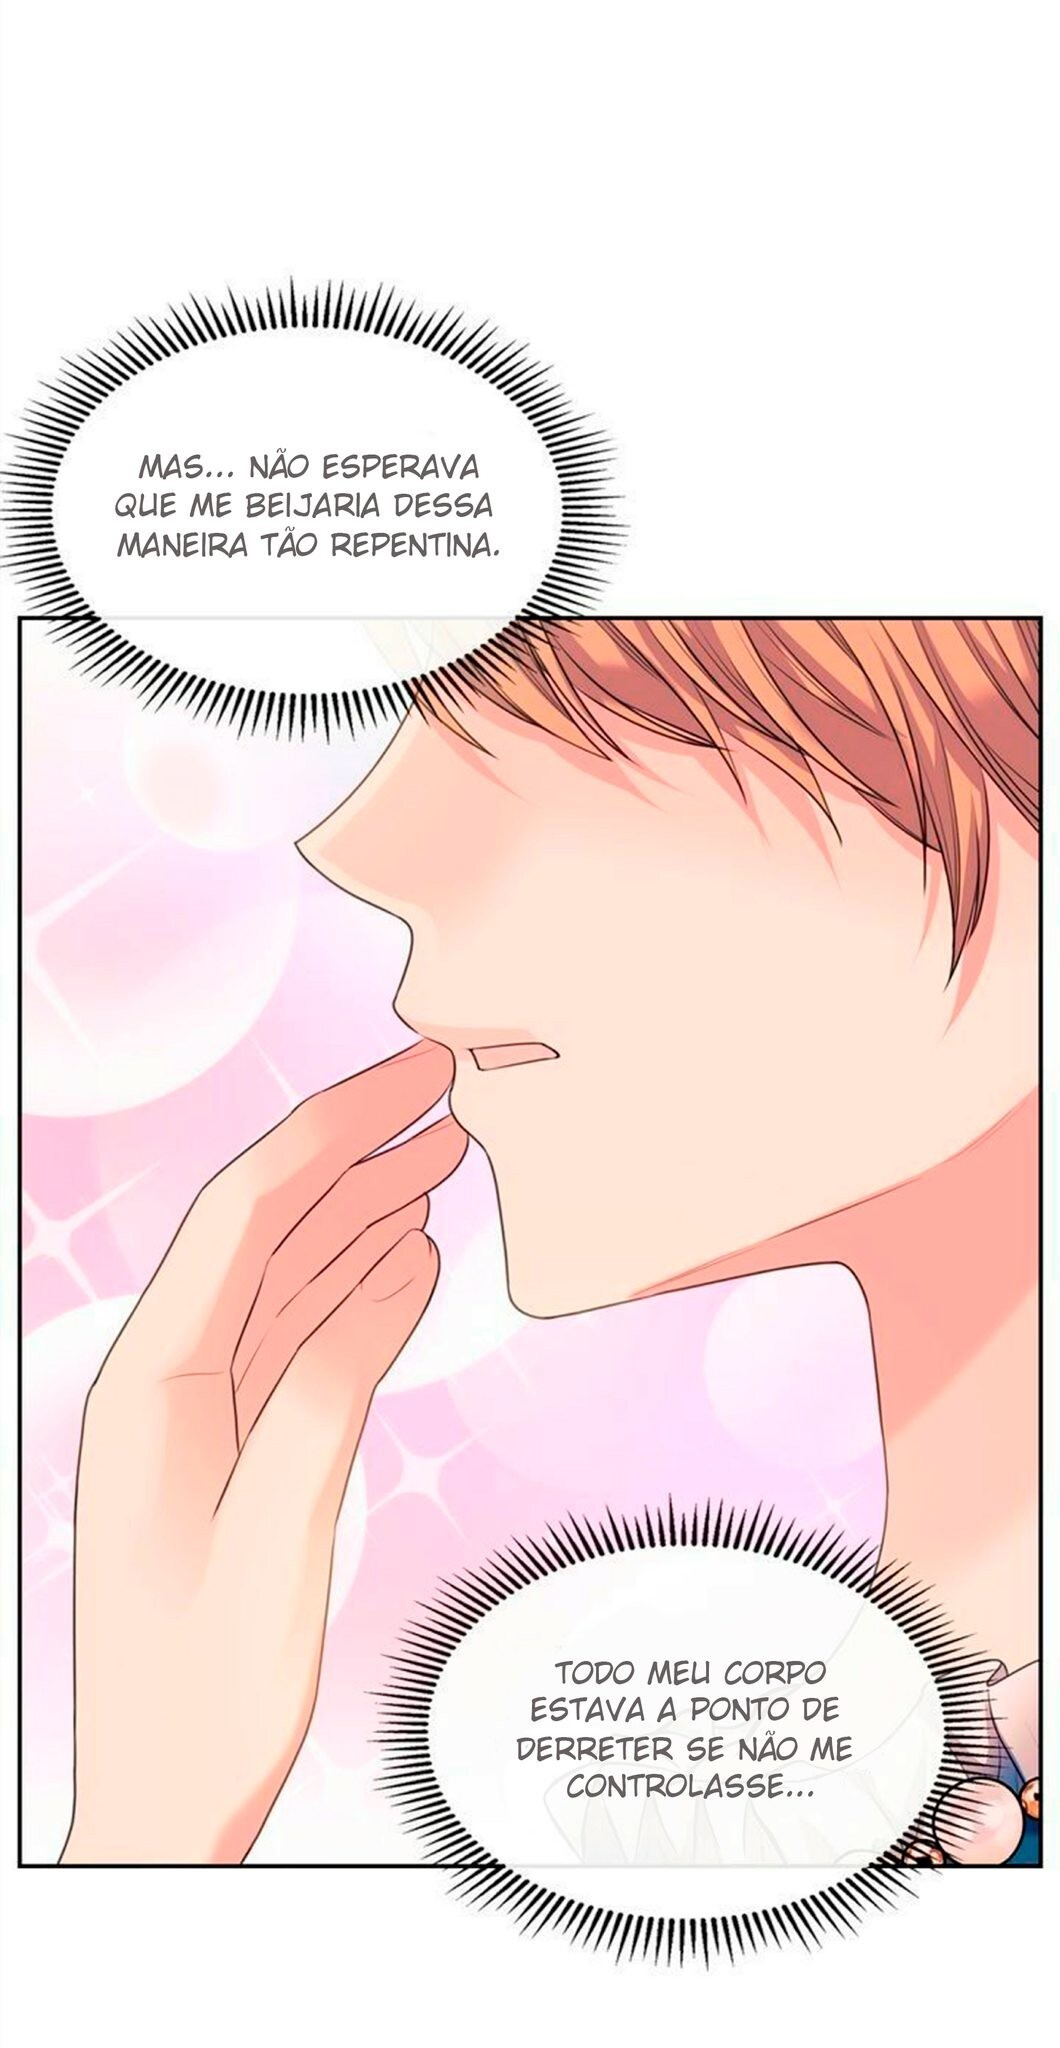 MAS... NÃO ESPERAVA
QUE ME BEIJARIA DESSA
MANEIRA TÃO REPENTINA.
TODO MEU CORPO
ESTAVA A PONTO DE
DERRETER SE NÃO ME
CONTROLASSE...